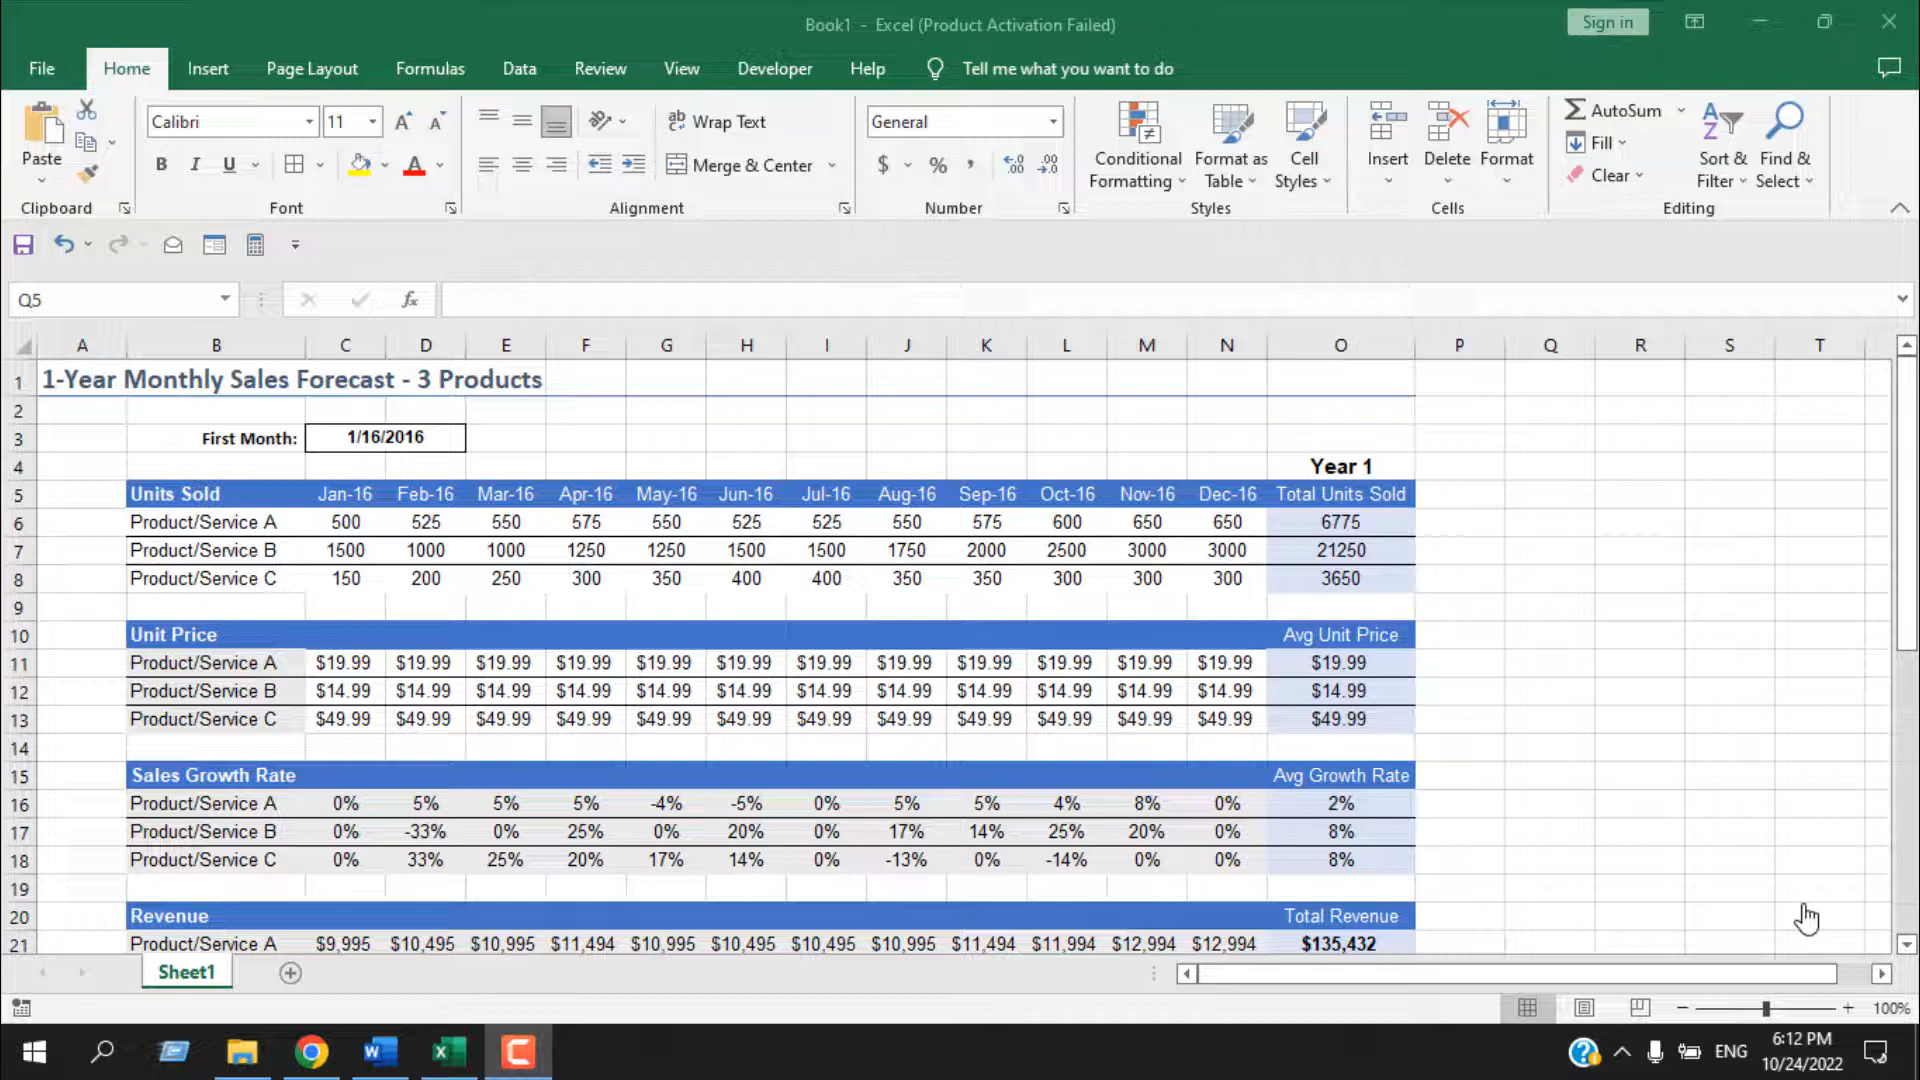 Book1 - Excel (Product Activation Failed)
Sign in
File Home Insert Page Layout Formulas Data Review View Developer Help Tell me what you want to do
Calibri 11 Wrap Text General AutoSum
Paste B I U Merge & Center $ % , Conditional Formatting Format as Table Cell Styles Insert Delete Format Fill Clear Sort & Filter Find & Select
Clipboard Font Alignment Number Styles Cells Editing
Q5 fx
A B C D E F G H I J K L M N O P Q R S T
1 1-Year Monthly Sales Forecast - 3 Products
2
3 First Month: 1/16/2016
4 Year 1
5 Units Sold Jan-16 Feb-16 Mar-16 Apr-16 May-16 Jun-16 Jul-16 Aug-16 Sep-16 Oct-16 Nov-16 Dec-16 Total Units Sold
6 Product/Service A 500 525 550 575 550 525 525 550 575 600 650 650 6775
7 Product/Service B 1500 1000 1000 1250 1250 1500 1500 1750 2000 2500 3000 3000 21250
8 Product/Service C 150 200 250 300 350 400 400 350 350 300 300 300 3650
9
10 Unit Price Avg Unit Price
11 Product/Service A $19.99 $19.99 $19.99 $19.99 $19.99 $19.99 $19.99 $19.99 $19.99 $19.99 $19.99 $19.99 $19.99
12 Product/Service B $14.99 $14.99 $14.99 $14.99 $14.99 $14.99 $14.99 $14.99 $14.99 $14.99 $14.99 $14.99 $14.99
13 Product/Service C $49.99 $49.99 $49.99 $49.99 $49.99 $49.99 $49.99 $49.99 $49.99 $49.99 $49.99 $49.99 $49.99
14
15 Sales Growth Rate Avg Growth Rate
16 Product/Service A 0% 5% 5% 5% -4% -5% 0% 5% 5% 4% 8% 0% 2%
17 Product/Service B 0% -33% 0% 25% 0% 20% 0% 17% 14% 25% 20% 0% 8%
18 Product/Service C 0% 33% 25% 20% 17% 14% 0% -13% 0% -14% 0% 0% 8%
19
20 Revenue Total Revenue
21 Product/Service A $9,995 $10,495 $10,995 $11,494 $10,995 $10,495 $10,495 $10,995 $11,494 $11,994 $12,994 $12,994 $135,432
Sheet1
100%
ENG 6:12 PM
10/24/2022